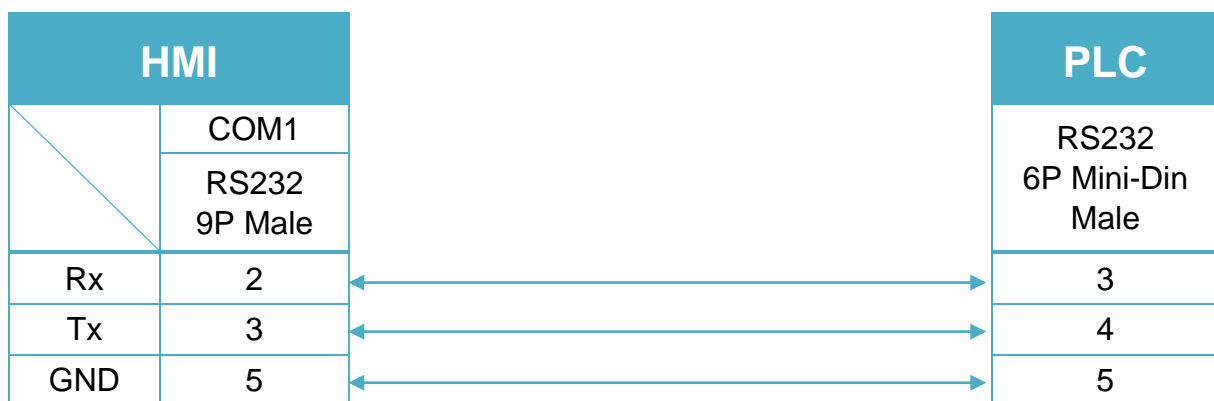 HMI PLC
COM1
RS232
9P Male
RS232
6P Mini-Din
Male
Rx 2 3
Tx 3 4
GND 5 5